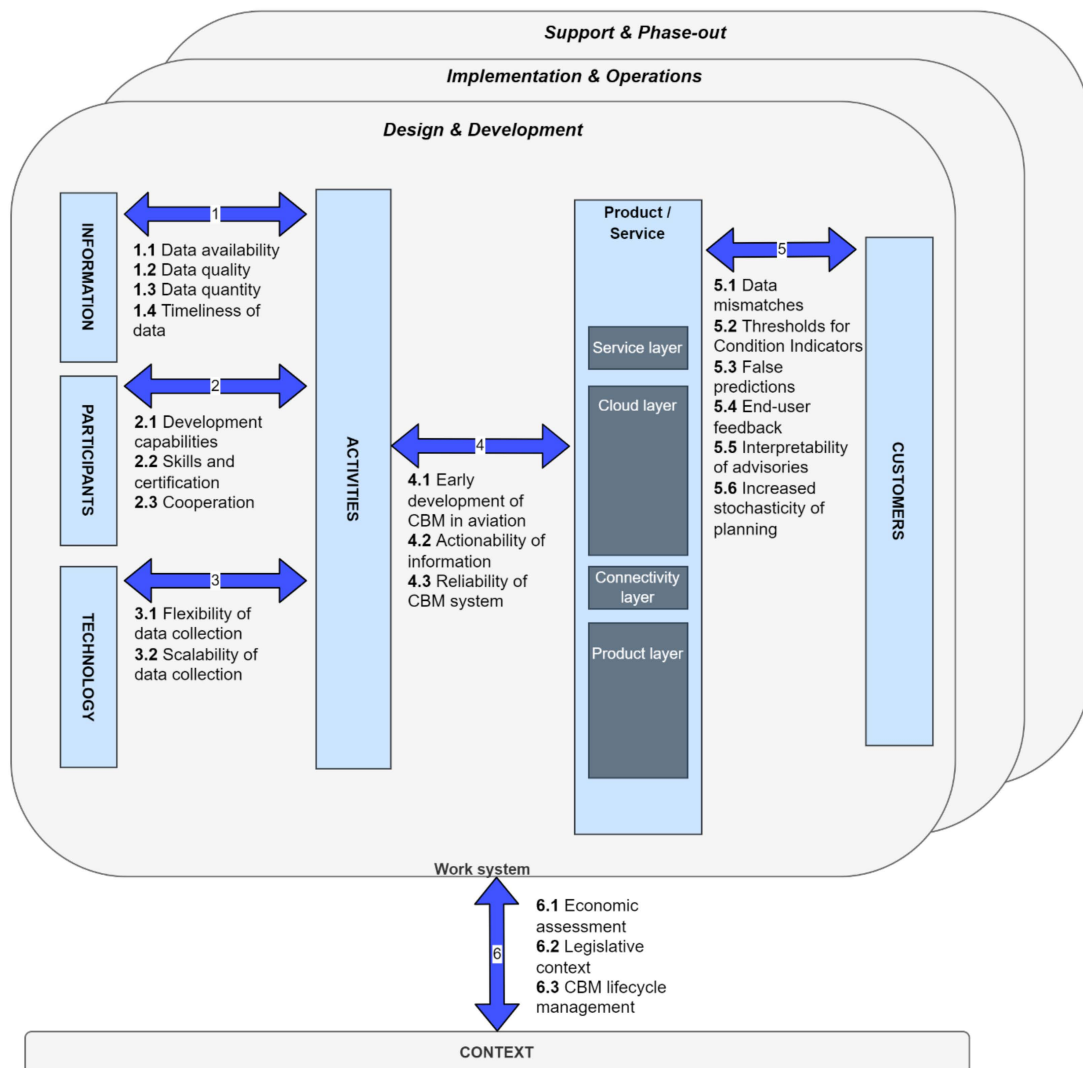 Support & Phase-out
Implementation & Operations
Design & Development
INFORMATION
1
1.1 Data availability
1.2 Data quality
1.3 Data quantity
1.4 Timeliness of
data
PARTICIPANTS
2
2.1 Development
capabilities
2.2 Skills and
certification
2.3 Cooperation
TECHNOLOGY
3
3.1 Flexibility of
data collection
3.2 Scalability of
data collection
ACTIVITIES
4
4.1 Early
development of
CBM in aviation
4.2 Actionability of
information
4.3 Reliability of
CBM system
Product /
Service
Service layer
Cloud layer
Connectivity
layer
Product layer
5
5.1 Data
mismatches
5.2 Thresholds for
Condition Indicators
5.3 False
predictions
5.4 End-user
feedback
5.5 Interpretability
of advisories
5.6 Increased
stochasticity of
planning
CUSTOMERS
Work system
6
6.1 Economic
assessment
6.2 Legislative
context
6.3 CBM lifecycle
management
CONTEXT